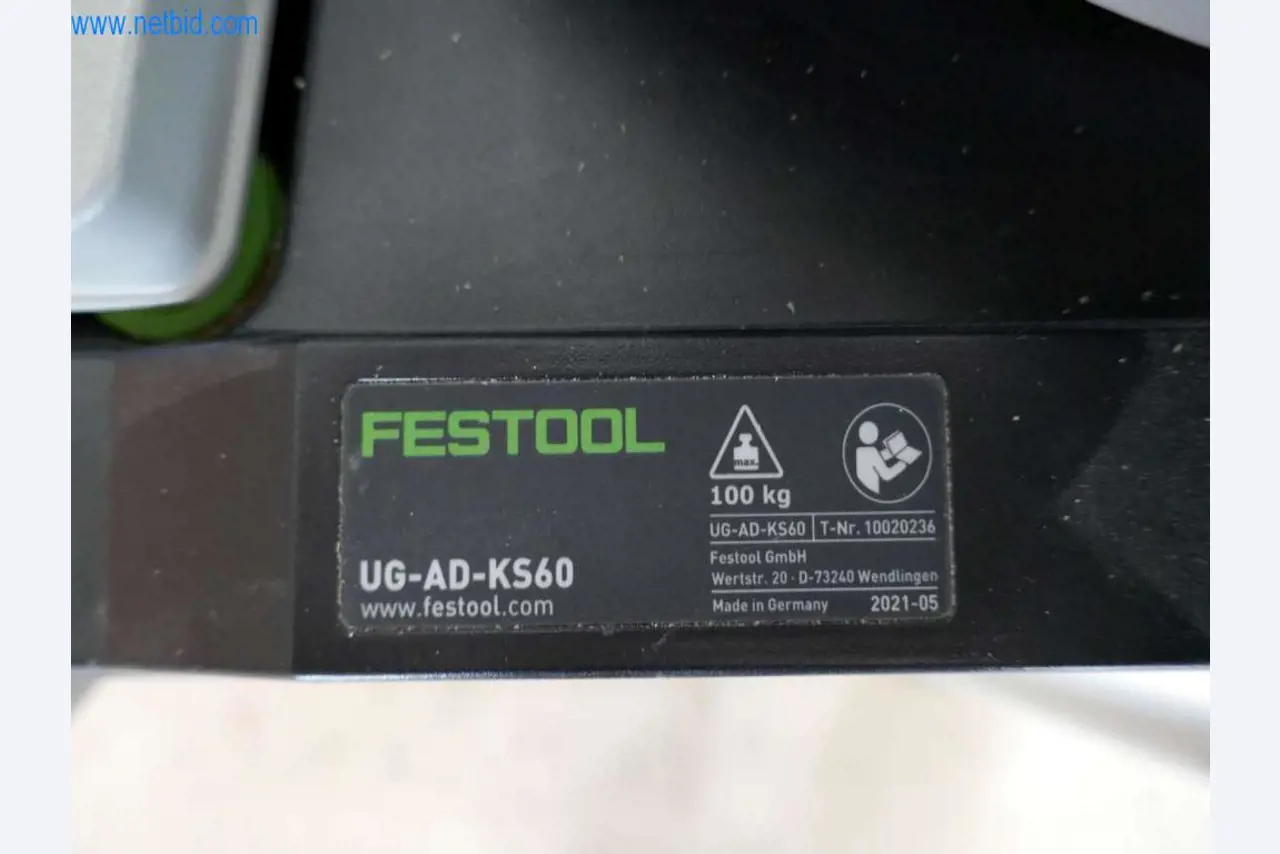 www.netbid.com
FESTOOL
max.
100 kg
UG-AD-KS60 T-Nr. 10020236
Festool GmbH
Wertstr. 20 · D-73240 Wendlingen
Made in Germany 2021-05
UG-AD-KS60
www.festool.com